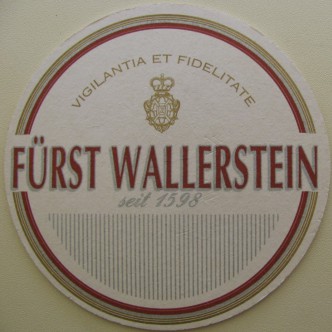 VIGILANTIA ET FIDELITATE
FÜRST WALLERSTEIN
seit 1598